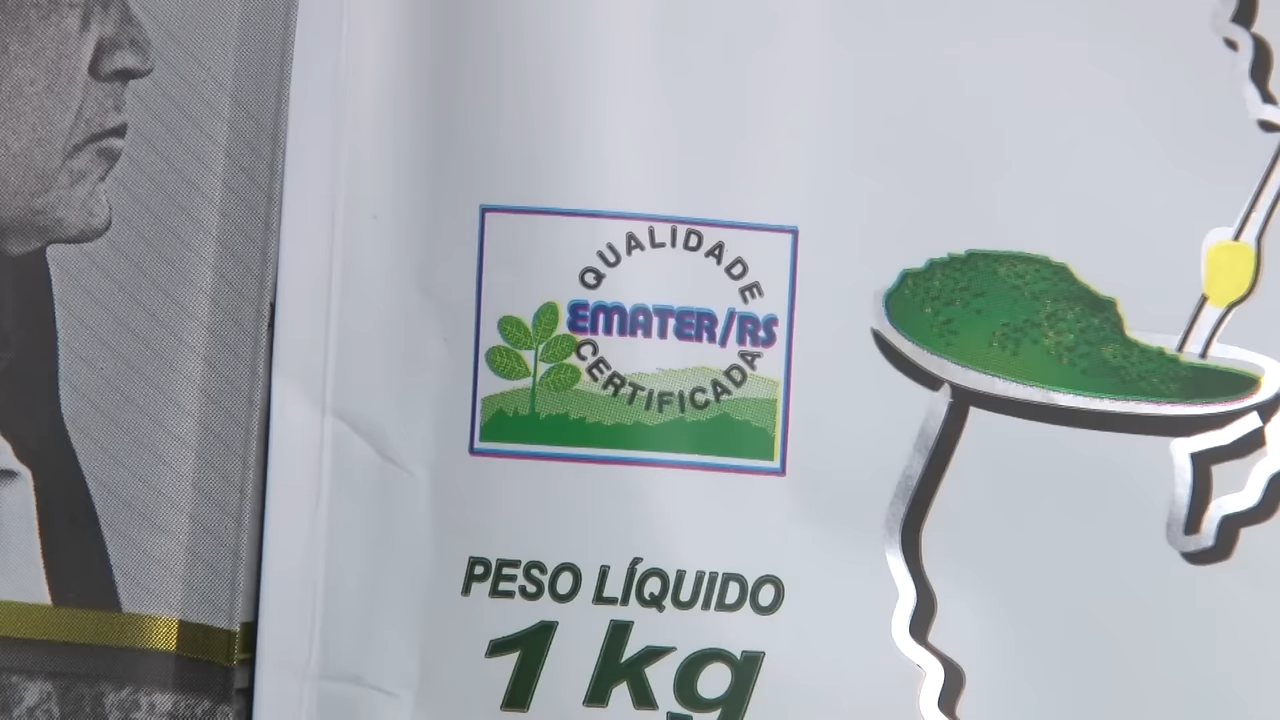 QUALIDADE
EMATER/RS
CERTIFICADA
PESO LÍQUIDO
1 kg